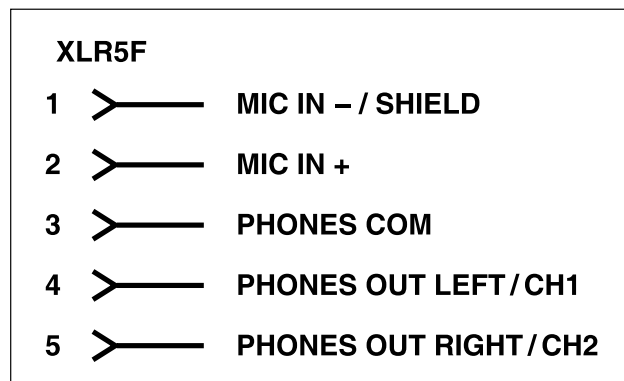 XLR5F
1 MIC IN – / SHIELD
2 MIC IN +
3 PHONES COM
4 PHONES OUT LEFT / CH1
5 PHONES OUT RIGHT / CH2